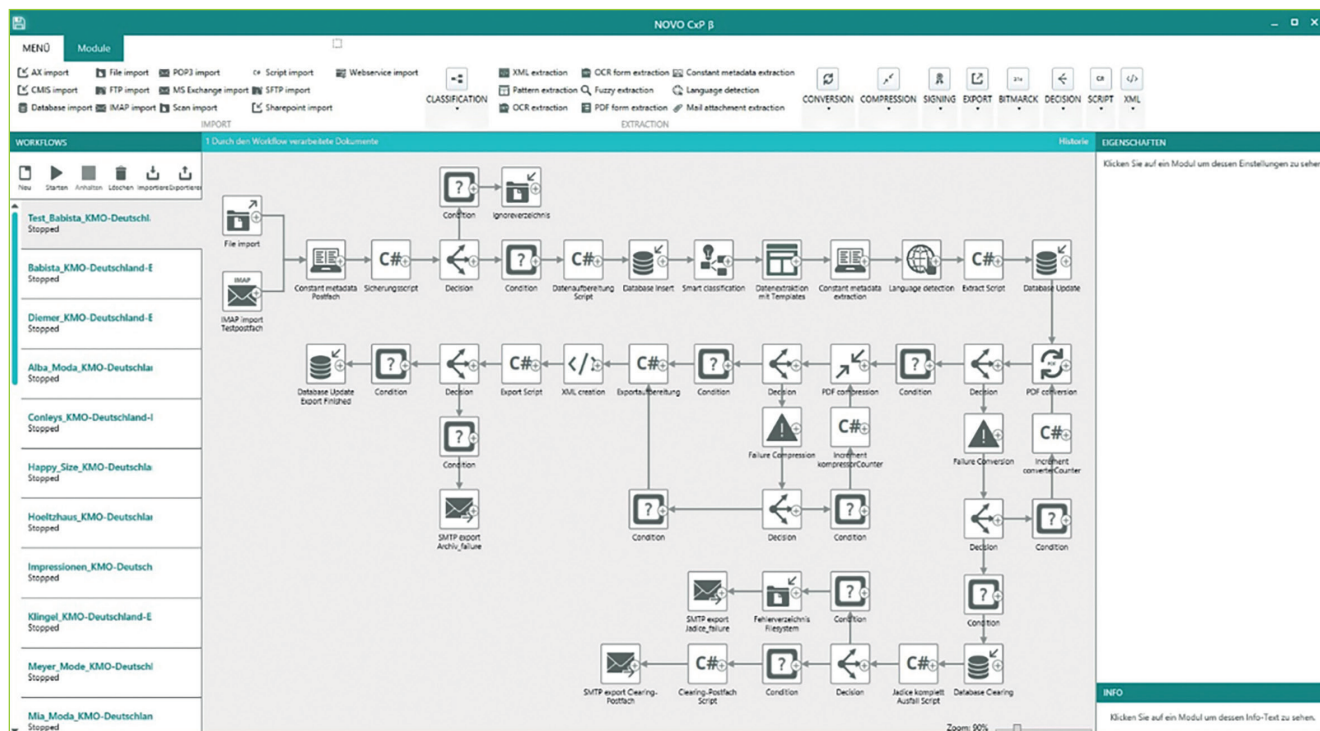 NOVO CxP β
MENÜ Module
AX import File import POP3 import Script import Webservice import
CMIS import FTP import MS Exchange import SFTP import
Database import IMAP import Scan import Sharepoint import
IMPORT
CLASSIFICATION
XML extraction OCR form extraction Constant metadata extraction
Pattern extraction Fuzzy extraction Language detection
OCR extraction PDF form extraction Mail attachment extraction
EXTRACTION
CONVERSION COMPRESSION SIGNING EXPORT BITMARCK DECISION SCRIPT XML
WORKFLOWS
1 Durch den Workflow verarbeitete Dokumente
Historie
EIGENSCHAFTEN
Klicken Sie auf ein Modul um dessen Einstellungen zu sehen
Neu Starten Anhalten Löschen Importiere Exportieren
Test_Babista_KMO-Deutschl
Stopped
Babista_KMO-Deutschland-E
Stopped
Diemer_KMO-Deutschland-E
Stopped
Alba_Moda_KMO-Deutschlar
Stopped
Conleys_KMO-Deutschland-I
Stopped
Happy_Size_KMO-Deutschla
Stopped
Hoeltzhaus_KMO-Deutschlar
Stopped
Impressionen_KMO-Deutsch
Stopped
Klingel_KMO-Deutschland-E
Stopped
Meyer_Mode_KMO-Deutschl
Stopped
Mia_Moda_KMO-Deutschlan
Stopped
Condition
Ignoreverzeichnis
File import
IMAP
IMAP import
Testpostfach
Constant metadata
Postfach
C#
Sicherungsscript
Decision
Condition
C#
Datenaufbereitung
Script
Database Insert
Smart classification
Datenextraktion
mit Templates
Constant metadata
extraction
Language detection
C#
Extract Script
Database Update
Database Update
Export Finished
Condition
Decision
C#
Export Script
XML creation
C#
Exportaufbereitung
Condition
Decision
PDF compression
Condition
Decision
PDF conversion
Condition
Failure Compression
C#
Increment
kompressorCounter
Failure Conversion
C#
Increment
converterCounter
SMTP export
Archiv_failure
Condition
Decision
Condition
Decision
Condition
SMTP export
Jadice_failure
Fehlerverzeichnis
Filesystem
Condition
Condition
SMTP export Clearing-
Postfach
C#
Clearing-Postfach
Script
Condition
Decision
C#
Jadice komplett
Ausfall Script
Database Clearing
Zoom: 90%
INFO
Klicken Sie auf ein Modul um dessen Info-Text zu sehen.